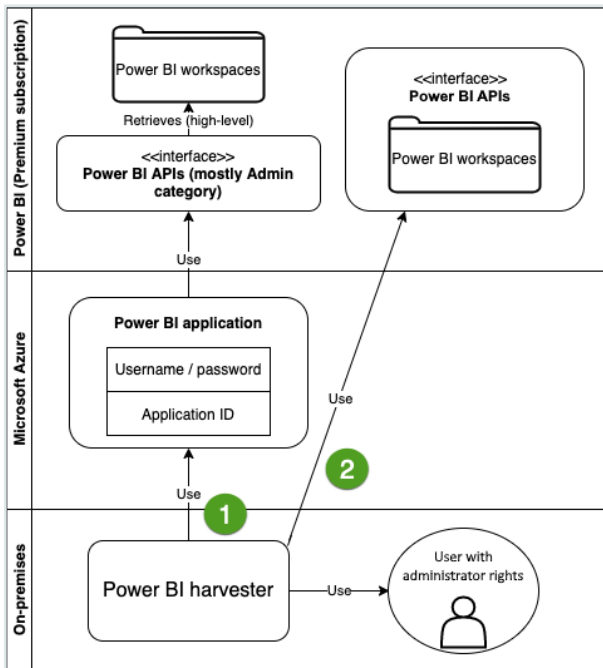 Power BI (Premium subscription)
Power BI workspaces
Retrieves (high-level)
<<interface>>
Power BI APIs (mostly Admin
category)
Use
<<interface>>
Power BI APIs
Power BI workspaces
Microsoft Azure
Power BI application
Username / password
Application ID
Use
Use
1
2
On-premises
Power BI harvester
Use
User with
administrator rights